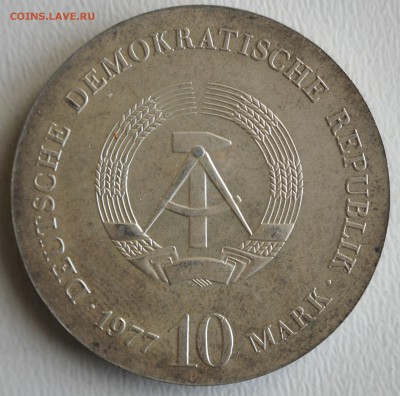 COINS.LAVE.RU
DEUTSCHE DEMOKRATISCHE REPUBLIK ·
· 1977 10 MARK